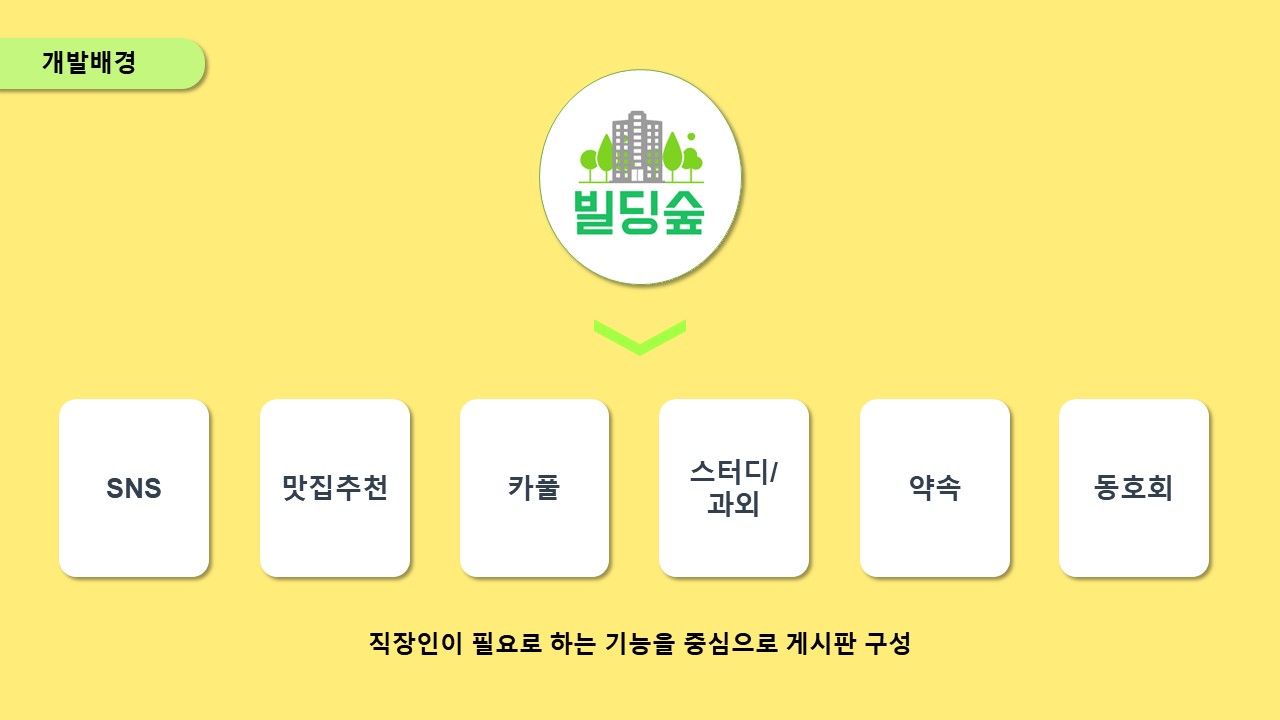 개발배경
빌딩숲
SNS
맛집추천
카풀
스터디/
과외
약속
동호회
직장인이 필요로 하는 기능을 중심으로 게시판 구성